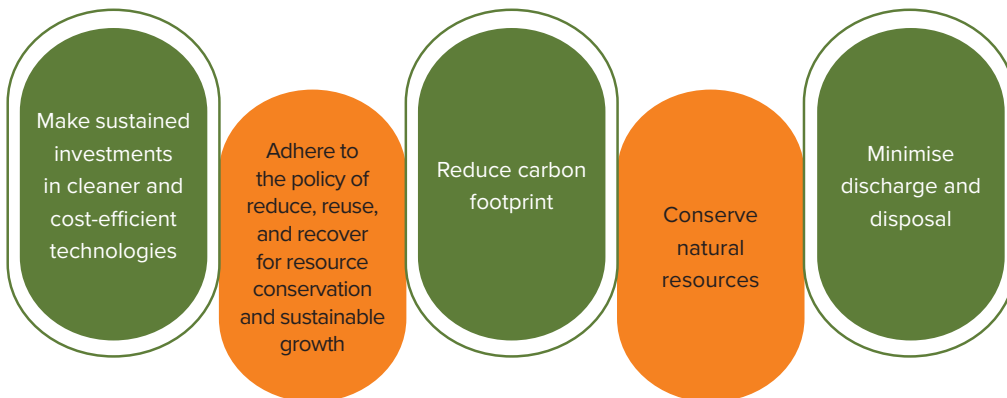 Make sustained
investments
in cleaner and
cost-efficient
technologies
Adhere to
the policy of
reduce, reuse,
and recover
for resource
conservation
and sustainable
growth
Reduce carbon
footprint
Conserve
natural
resources
Minimise
discharge and
disposal